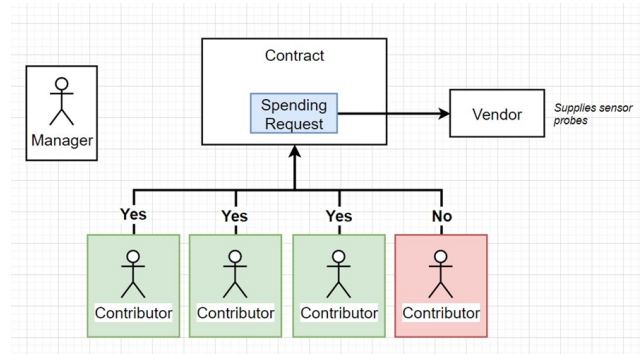 Contract
Manager
Spending
Request
Vendor
Supplies sensor
probes
Yes
Yes
Yes
No
Contributor
Contributor
Contributor
Contributor